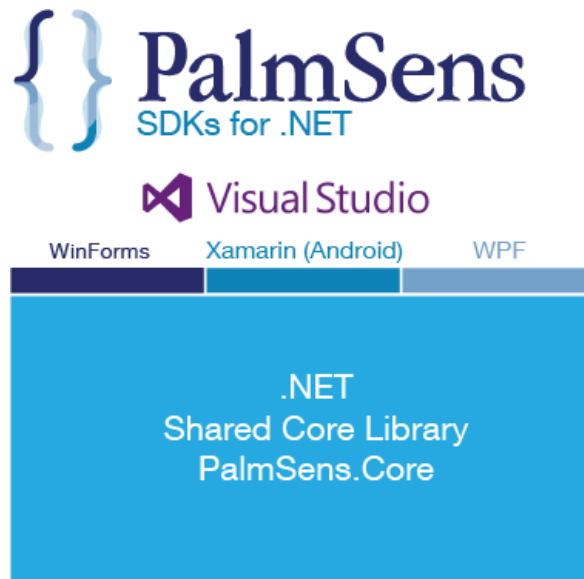 { } PalmSens
SDKs for .NET
Visual Studio
WinForms Xamarin (Android) WPF
.NET
Shared Core Library
PalmSens.Core